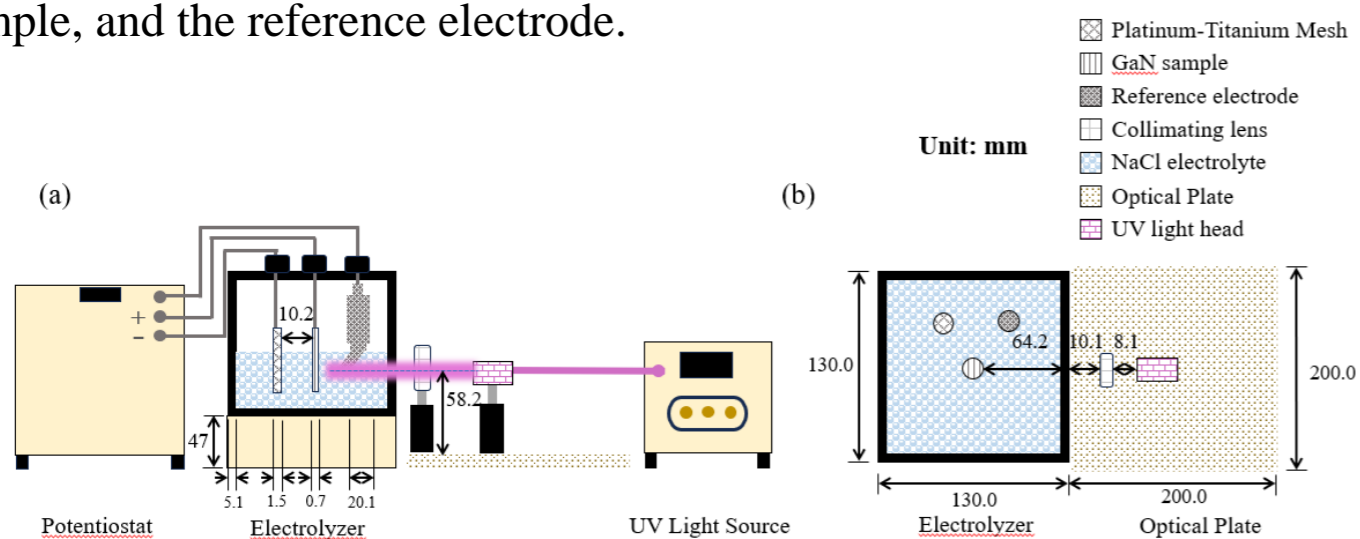 mple, and the reference electrode.
Platinum-Titanium Mesh
GaN sample
Reference electrode
Collimating lens
NaCl electrolyte
Optical Plate
UV light head
Unit: mm
(a)
(b)
+
-
10.2
58.2
47
5.1
1.5
0.7
20.1
Potentiostat
Electrolyzer
UV Light Source
64.2
10.1
8.1
130.0
200.0
130.0
200.0
Electrolyzer
Optical Plate